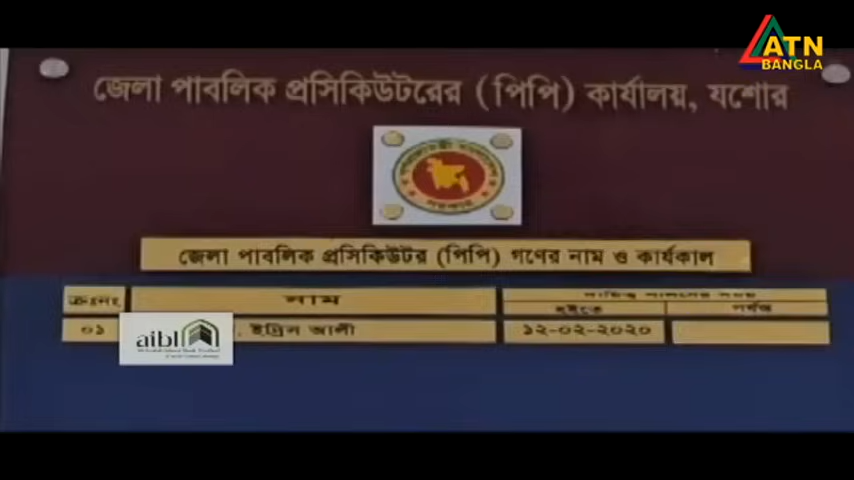 ATN
BANGLA
জেলা পাবলিক প্রসিকিউটরের (পিপি) কার্যালয়, যশোর
জেলা পাবলিক প্রসিকিউটর (পিপি) গণের নাম ও কার্যকাল
ক্রঃনং নাম
হইতে পর্যন্ত
০১ ইদ্রিস আলী ১২-০২-২০২০
aibl